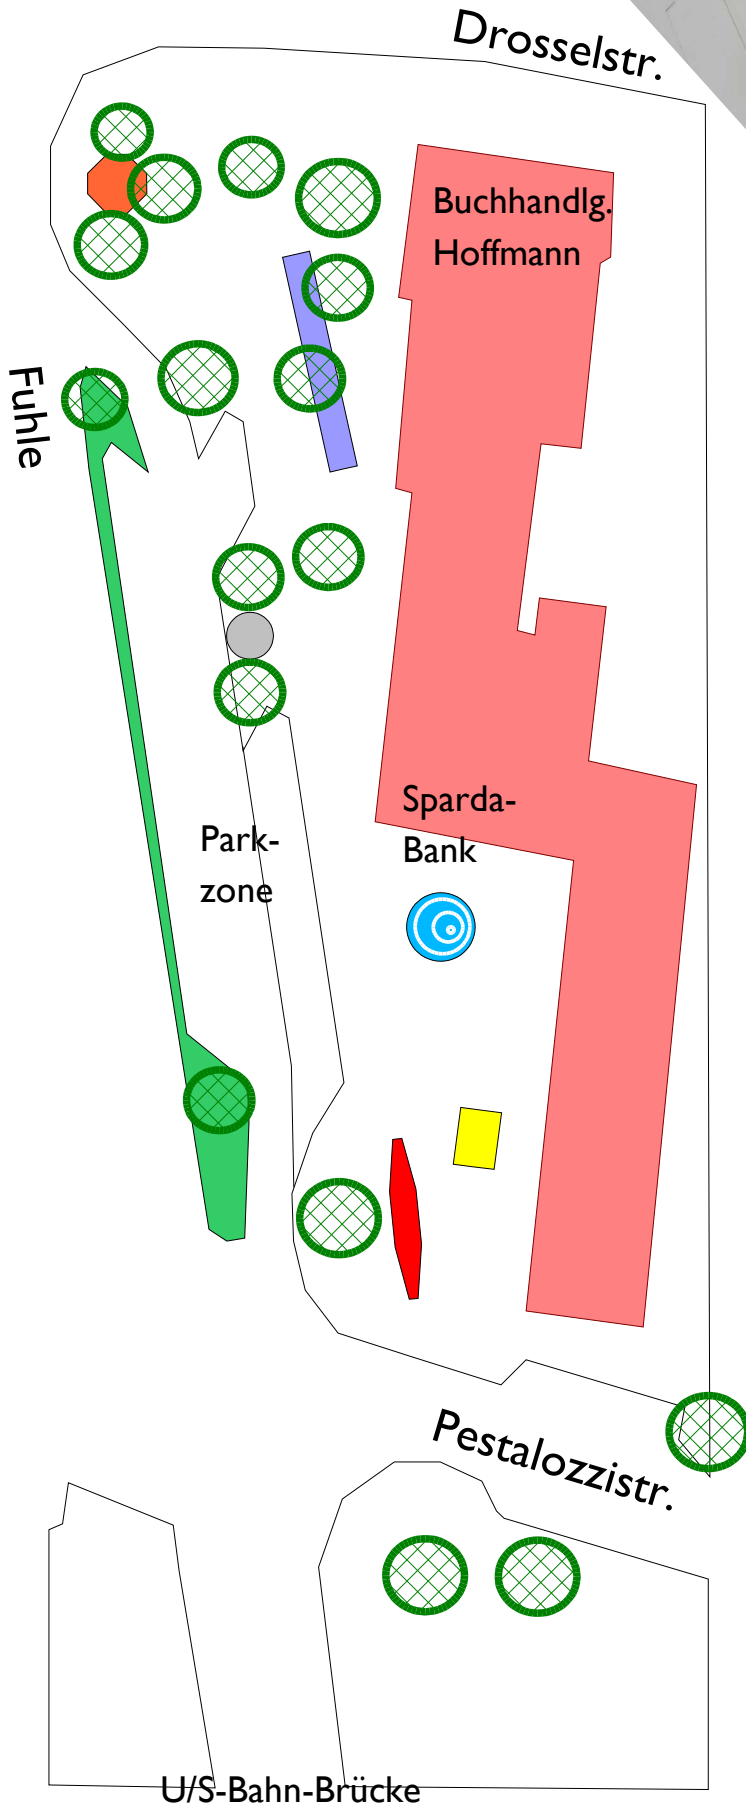 Drosselstr.
Buchhandlg.
Hoffmann
Fuhle
Sparda-
Bank
Park-
zone
Pestalozzistr.
U/S-Bahn-Brücke